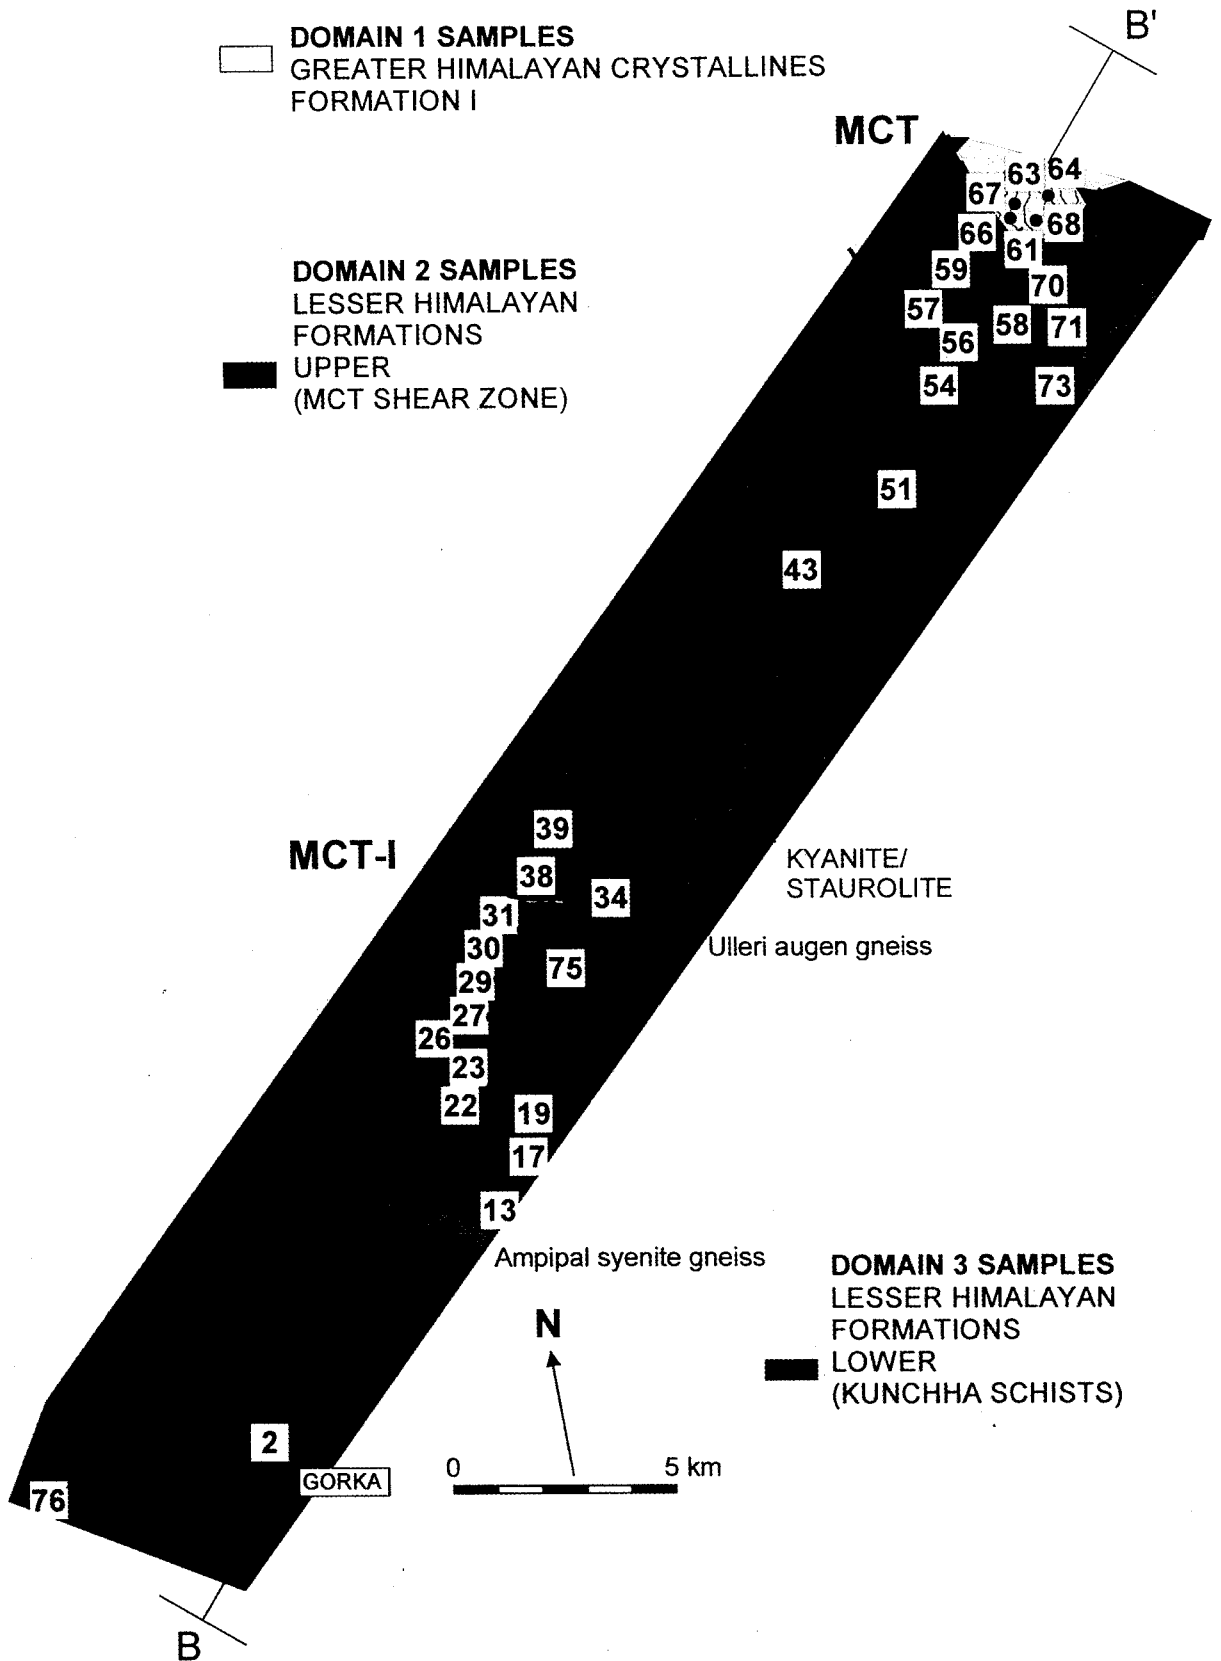 B'
DOMAIN 1 SAMPLES
GREATER HIMALAYAN CRYSTALLINES
FORMATION I
MCT
63 64
67
68
66
61
59
70
57
58 71
56
54 73
DOMAIN 2 SAMPLES
LESSER HIMALAYAN
FORMATIONS
UPPER
(MCT SHEAR ZONE)
51
43
39
MCT-I
KYANITE/
STAUROLITE
38
34
31
Ulleri augen gneiss
30
75
29
27
26
23
22
19
17
13
Ampipal syenite gneiss
DOMAIN 3 SAMPLES
LESSER HIMALAYAN
FORMATIONS
LOWER
(KUNCHHA SCHISTS)
N
2
0 5 km
GORKA
76
B